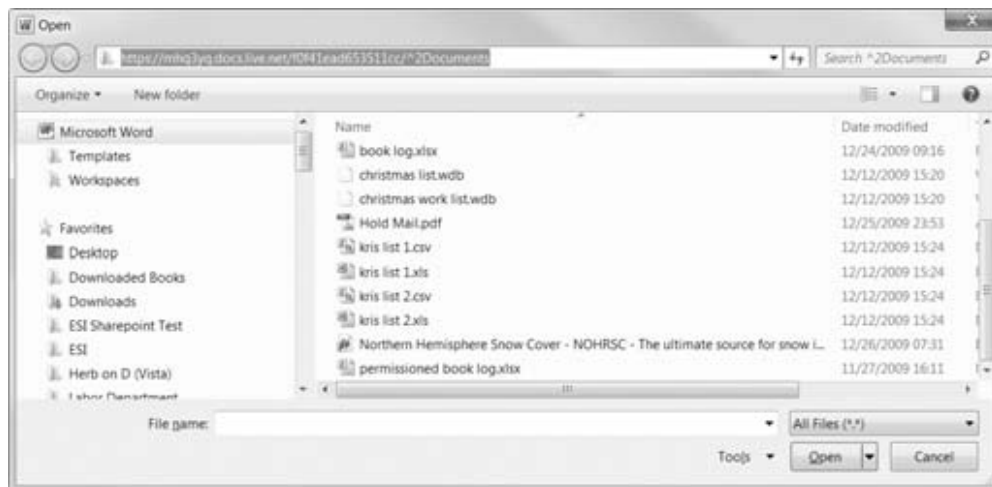 Open
https://mhq3yq.docs.live.net/f0f41ead653511cc/^2Documents
Search ^2Documents
Organize
New folder
Microsoft Word
Templates
Workspaces
Favorites
Desktop
Downloaded Books
Downloads
ESI Sharepoint Test
ESI
Herb on D (Vista)
Labor Department
Name
Date modified
book log.xlsx 12/24/2009 09:16
christmas list.wdb 12/12/2009 15:20
christmas work list.wdb 12/12/2009 15:20
Hold Mail.pdf 12/25/2009 23:53
kris list 1.csv 12/12/2009 15:24
kris list 1.xls 12/12/2009 15:24
kris list 2.csv 12/12/2009 15:24
kris list 2.xls 12/12/2009 15:24
Northern Hemisphere Snow Cover - NOHRSC - The ultimate source for snow i... 12/26/2009 07:31
permissioned book log.xlsx 11/27/2009 16:11
File name:
All Files (*.*)
Tools
Open
Cancel